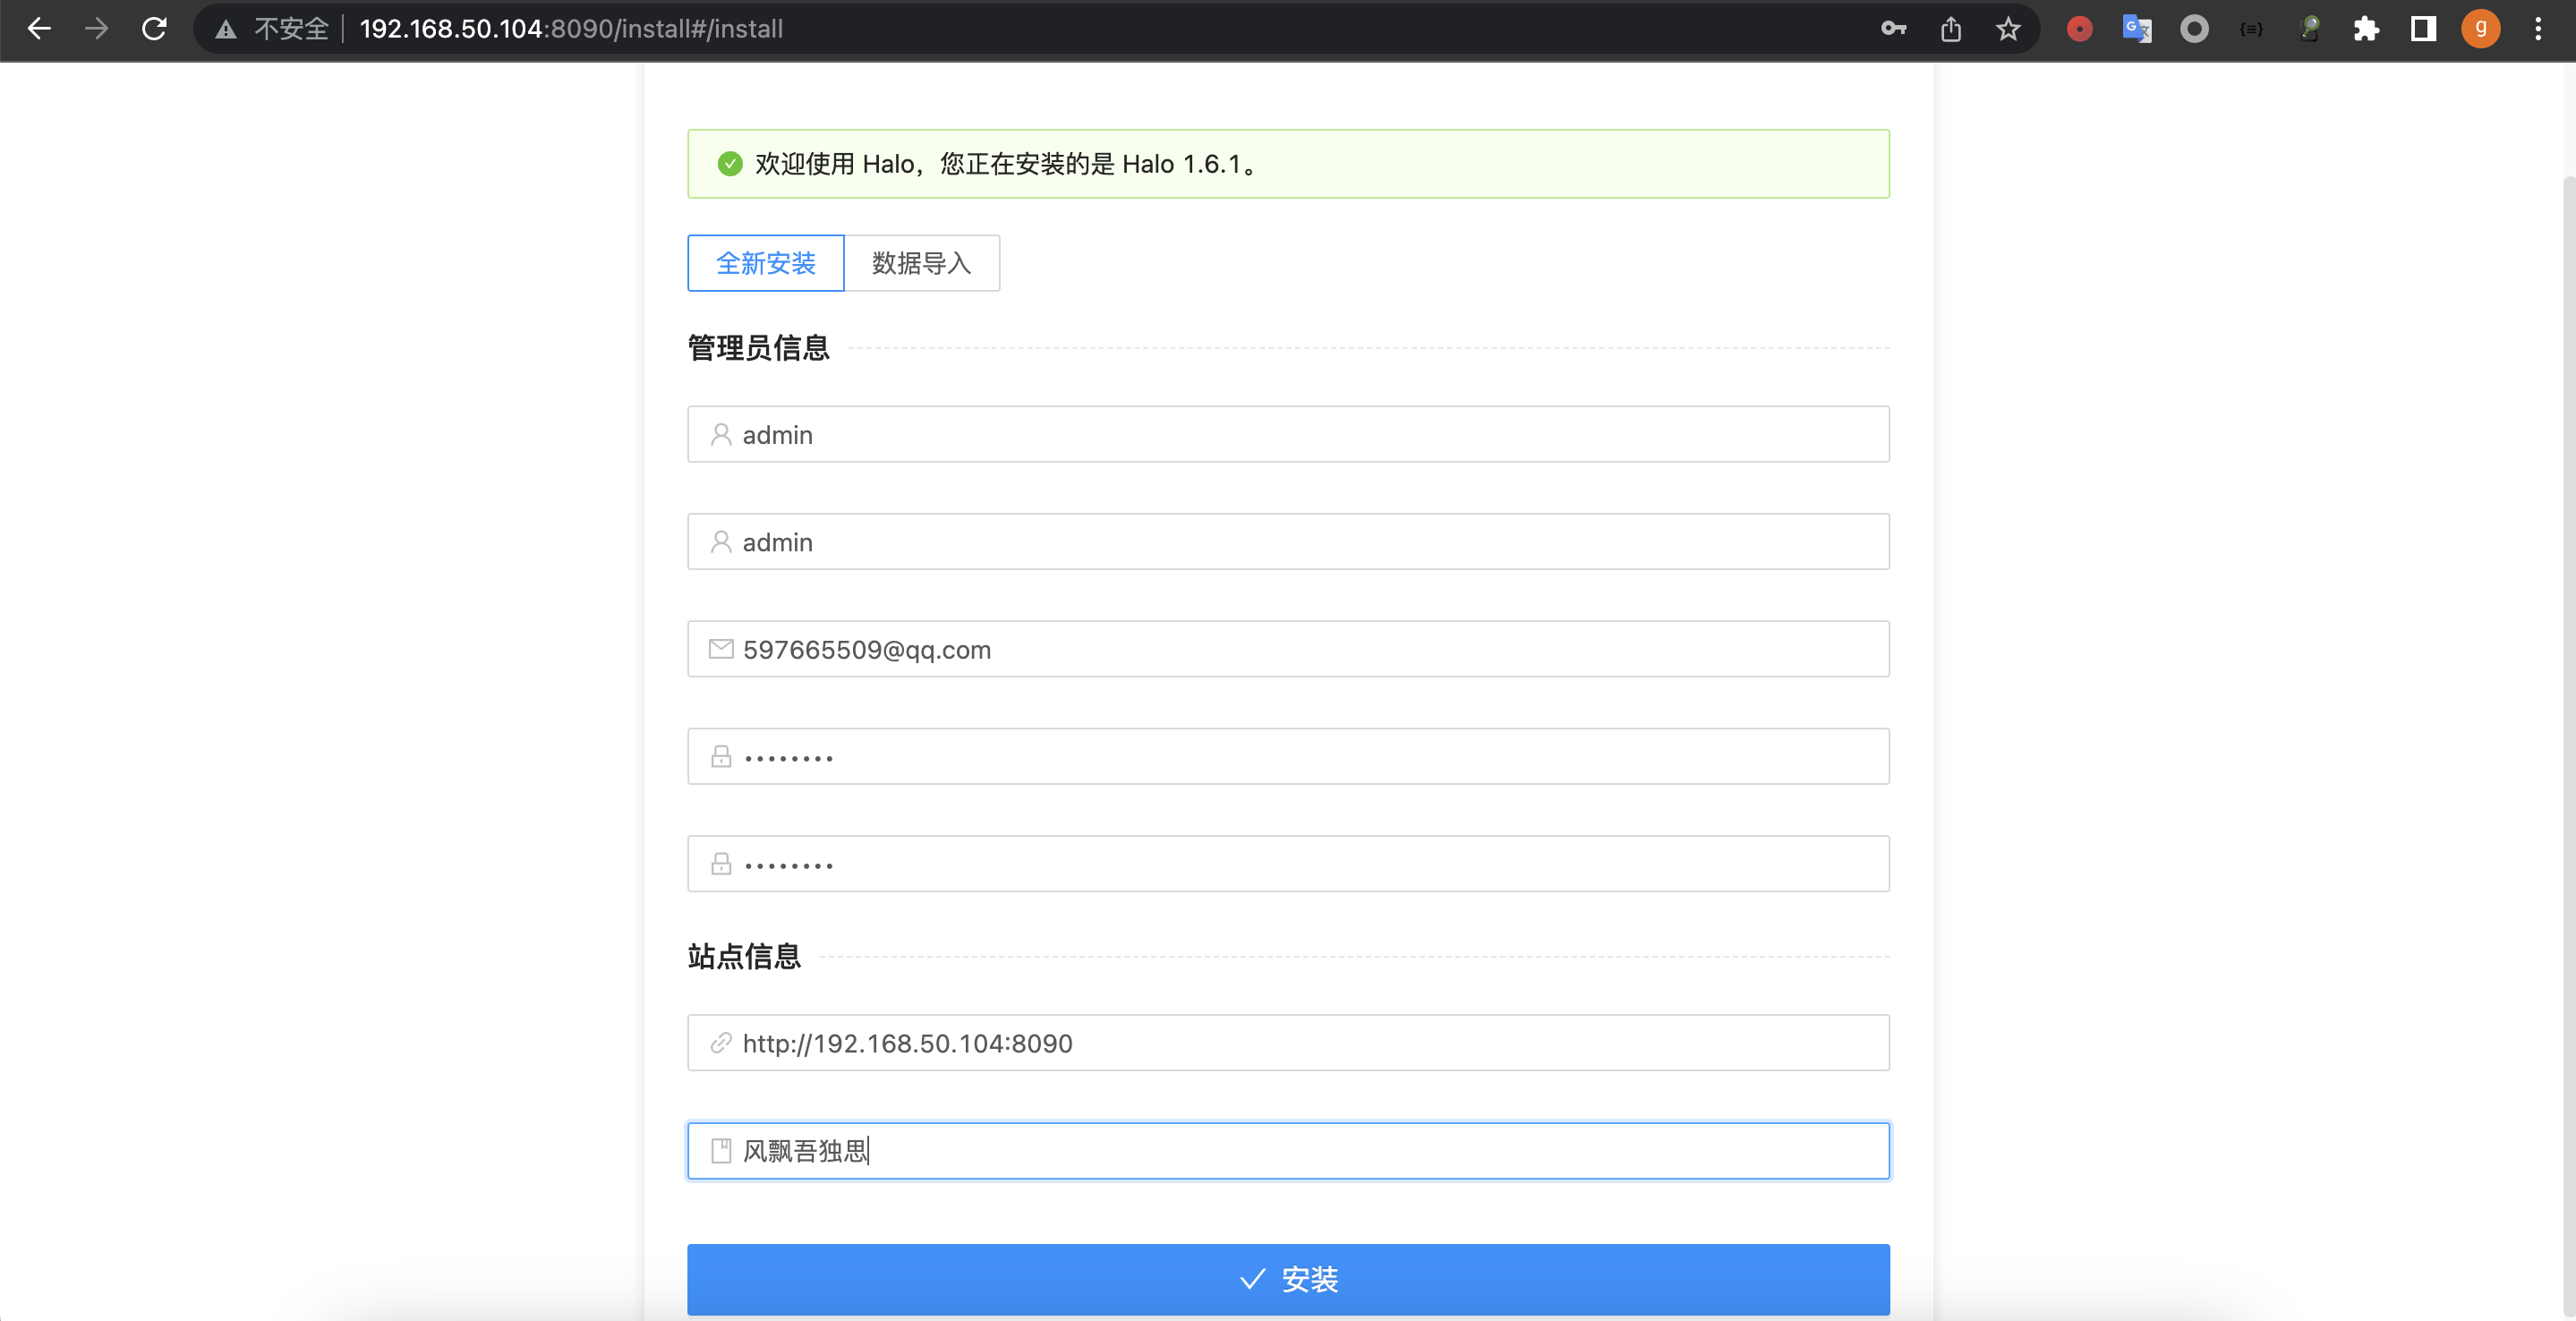 不安全 192.168.50.104:8090/install#/install
g
欢迎使用 Halo，您正在安装的是 Halo 1.6.1。
全新安装 数据导入
管理员信息
admin
admin
597665509@qq.com
••••••••
••••••••
站点信息
http://192.168.50.104:8090
风飘吾独思
安装